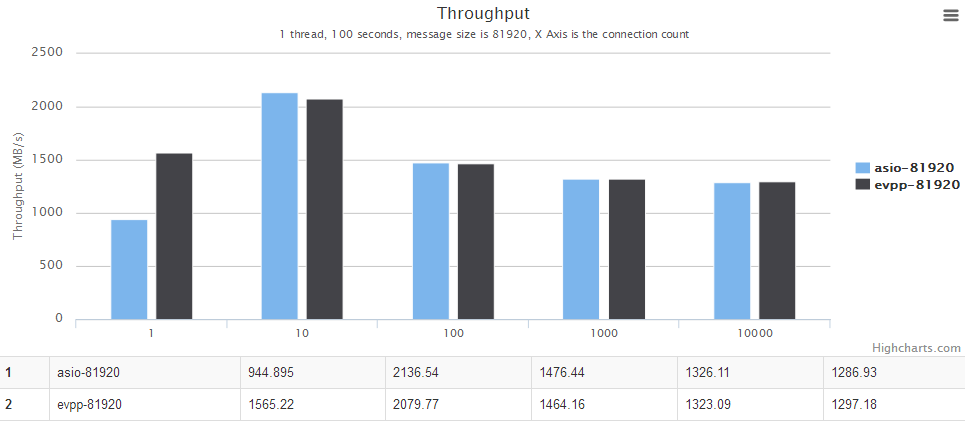 Throughput
1 thread, 100 seconds, message size is 81920, X Axis is the connection count
Throughput (MB/s)
2500
2000
1500
1000
500
0
1 10 100 1000 10000
asio-81920
evpp-81920
Highcharts.com
1 asio-81920 944.895 2136.54 1476.44 1326.11 1286.93
2 evpp-81920 1565.22 2079.77 1464.16 1323.09 1297.18